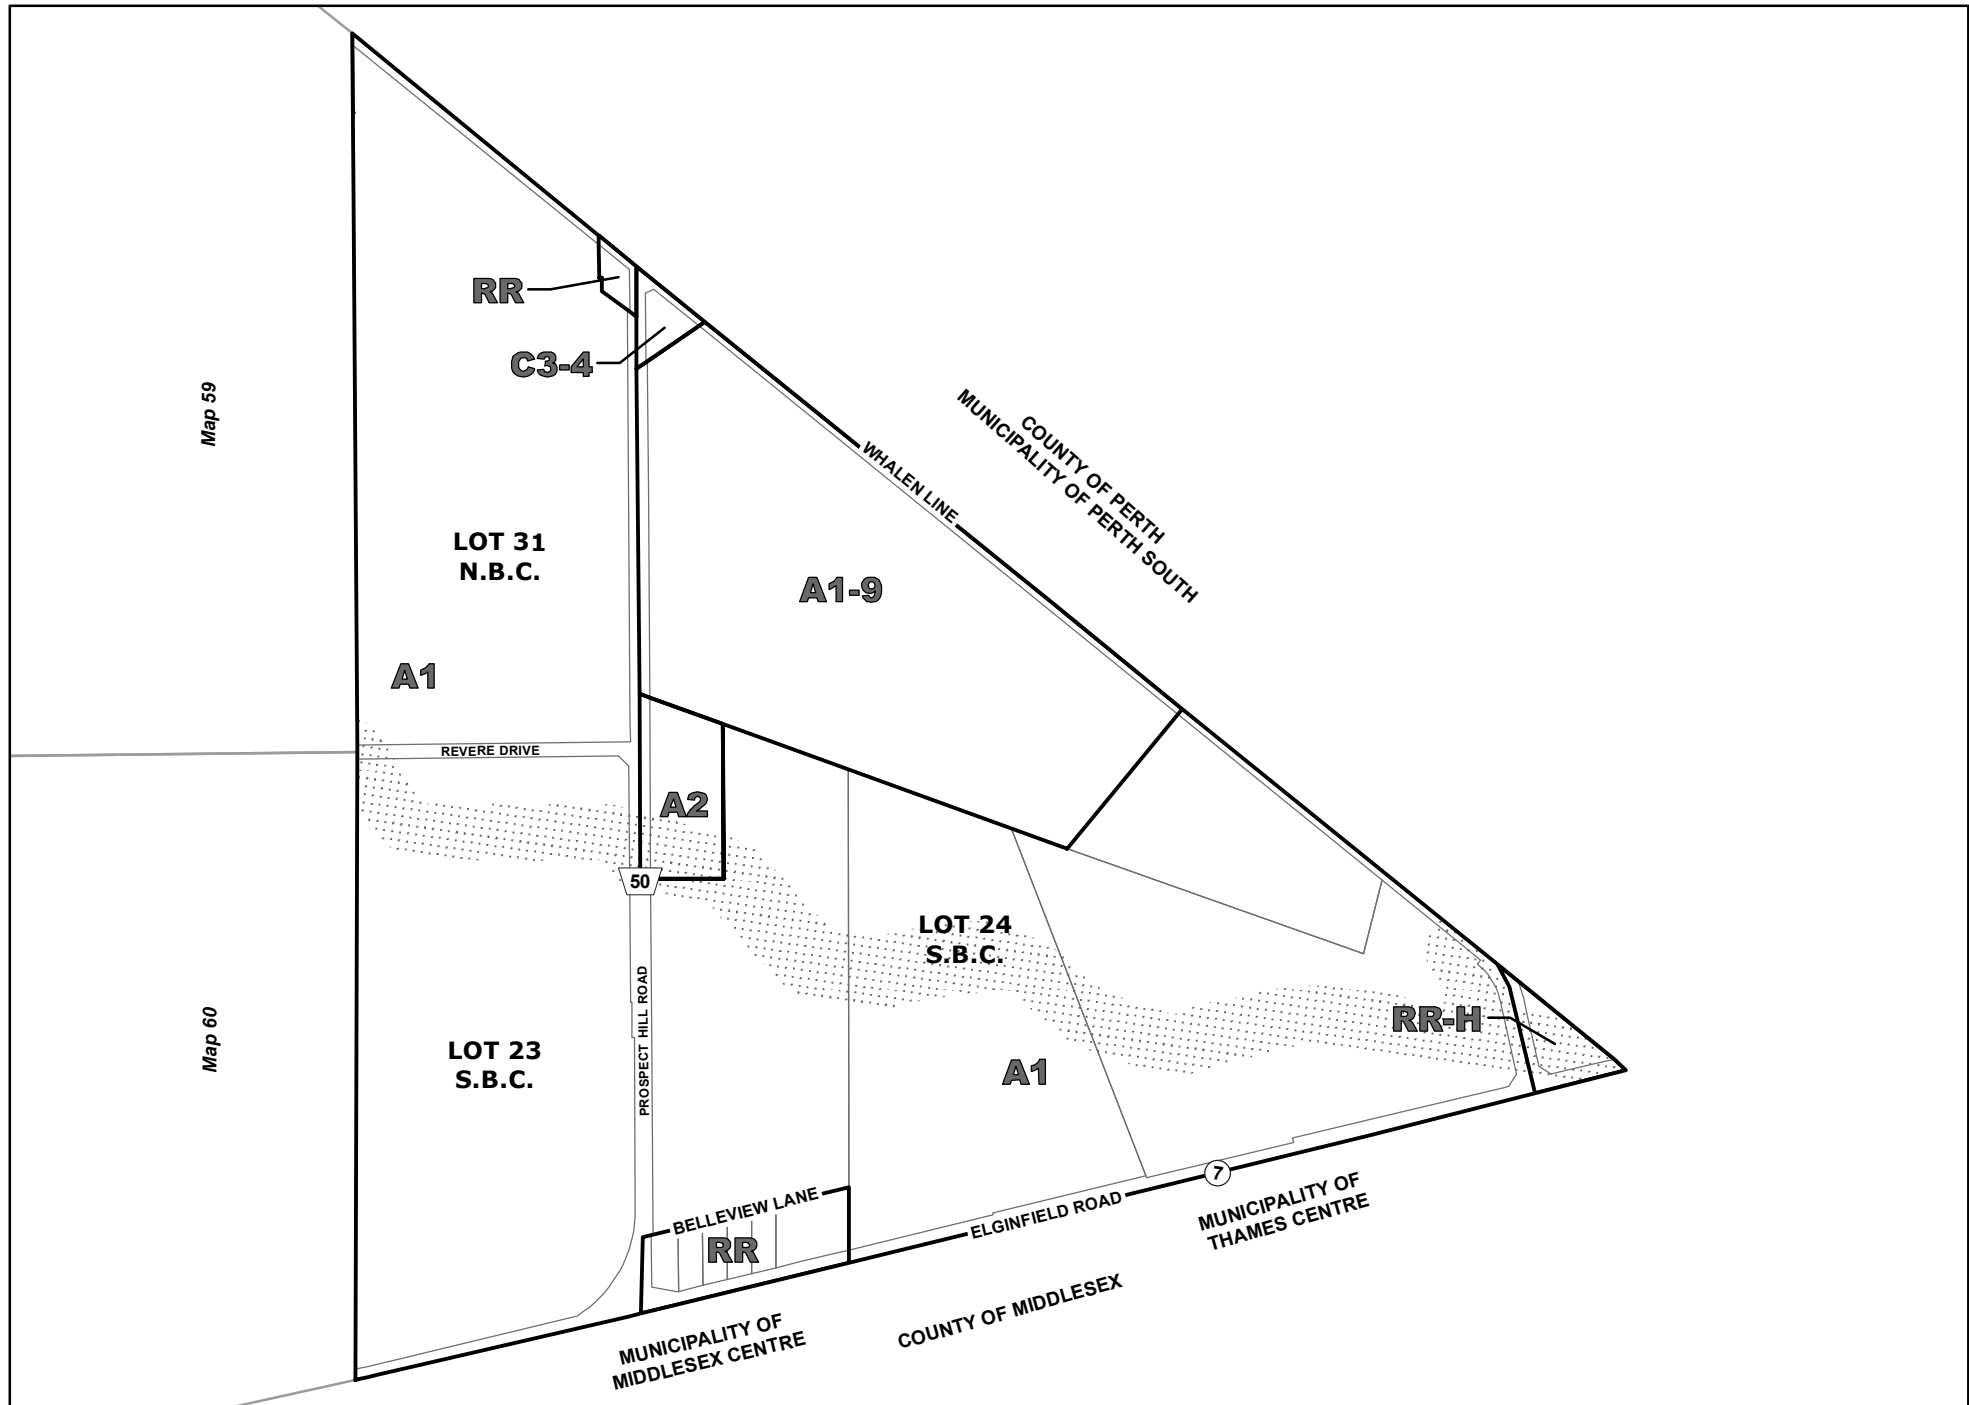 RR
C3-4
Map 59
WHALEN LINE
COUNTY OF PERTH
MUNICIPALITY OF PERTH SOUTH
LOT 31
N.B.C.
A1-9
A1
REVERE DRIVE
A2
50
LOT 24
S.B.C.
PROSPECT HILL ROAD
Map 60
LOT 23
S.B.C.
RR-H
A1
BELLEVIEW LANE
RR
ELGINFIELD ROAD
7
MUNICIPALITY OF
THAMES CENTRE
COUNTY OF MIDDLESEX
MUNICIPALITY OF
MIDDLESEX CENTRE